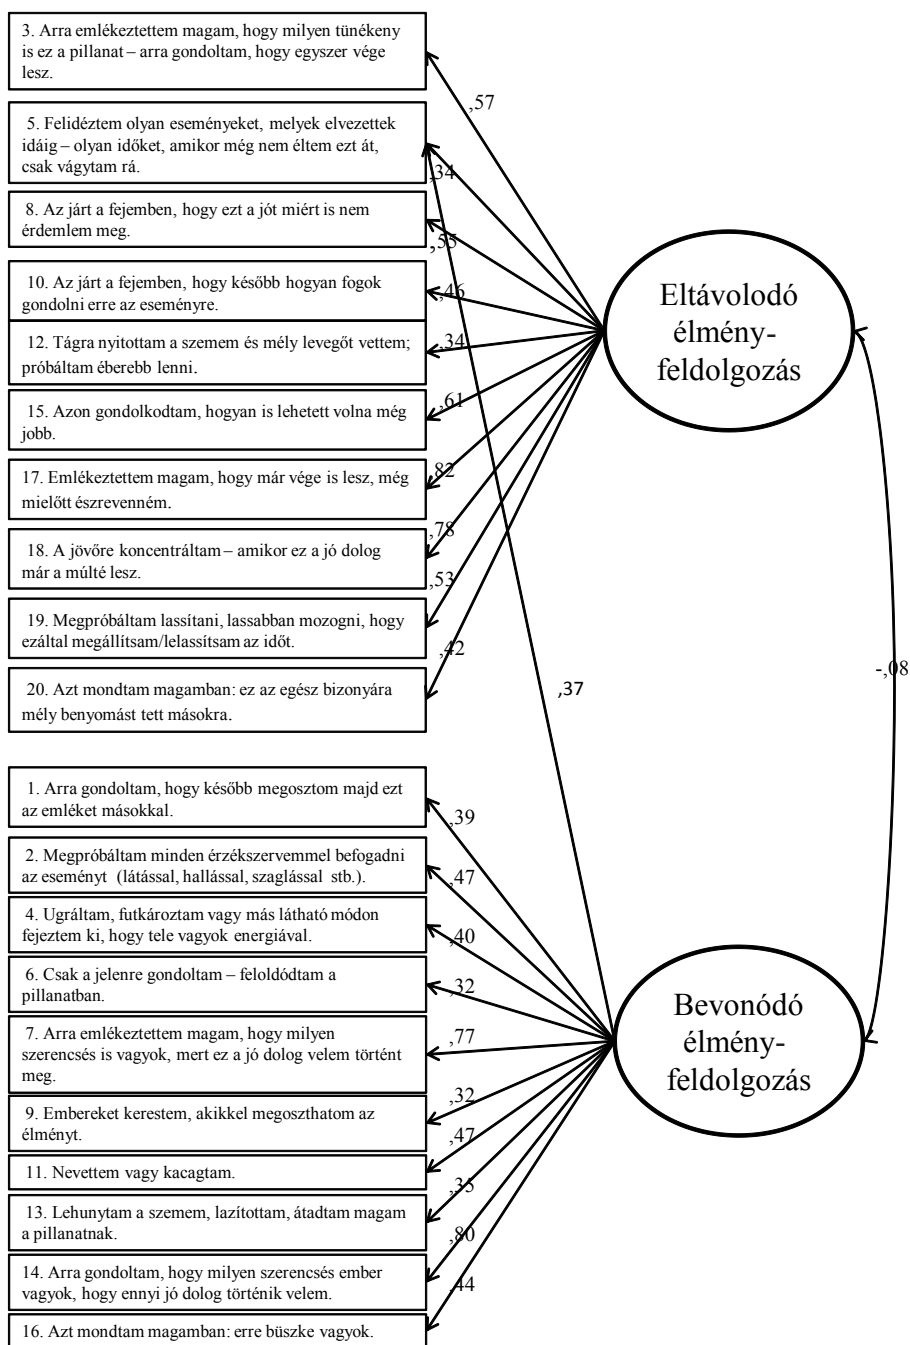 3. Arra emlékeztettem magam, hogy milyen tünékeny
is ez a pillanat – arra gondoltam, hogy egyszer vége
lesz.
,57
5. Felidéztem olyan eseményeket, melyek elvezettek
idáig – olyan időket, amikor még nem éltem ezt át,
csak vágytam rá.
,34
8. Az járt a fejemben, hogy ezt a jót miért is nem
érdemlem meg.
,55
10. Az járt a fejemben, hogy később hogyan fogok
gondolni erre az eseményre.
,46
12. Tágra nyitottam a szemem és mély levegőt vettem;
próbáltam éberebb lenni.
,34
15. Azon gondolkodtam, hogyan is lehetett volna még
jobb.
,61
17. Emlékeztettem magam, hogy már vége is lesz, még
mielőtt észrevenném.
,82
18. A jövőre koncentráltam – amikor ez a jó dolog
már a múlté lesz.
,78
19. Megpróbáltam lassítani, lassabban mozogni, hogy
ezáltal megállítsam/lelassítsam az időt.
,53
20. Azt mondtam magamban: ez az egész bizonyára
mély benyomást tett másokra.
,42
Eltávolodó
élmény-
feldolgozás
-,08
,37
1. Arra gondoltam, hogy később megosztom majd ezt
az emléket másokkal.
,39
2. Megpróbáltam minden érzékszervemmel befogadni
az eseményt (látással, hallással, szaglással stb.).
,47
4. Ugráltam, futkároztam vagy más látható módon
fejeztem ki, hogy tele vagyok energiával.
,40
6. Csak a jelenre gondoltam – feloldódtam a
pillanatban.
,32
7. Arra emlékeztettem magam, hogy milyen
szerencsés is vagyok, mert ez a jó dolog velem történt
meg.
,77
9. Embereket kerestem, akikkel megoszthatom az
élményt.
,32
11. Nevettem vagy kacagtam.
,47
13. Lehunytam a szemem, lazítottam, átadtam magam
a pillanatnak.
,35
14. Arra gondoltam, hogy milyen szerencsés ember
vagyok, hogy ennyi jó dolog történik velem.
,80
16. Azt mondtam magamban: erre büszke vagyok.
,44
Bevonódó
élmény-
feldolgozás